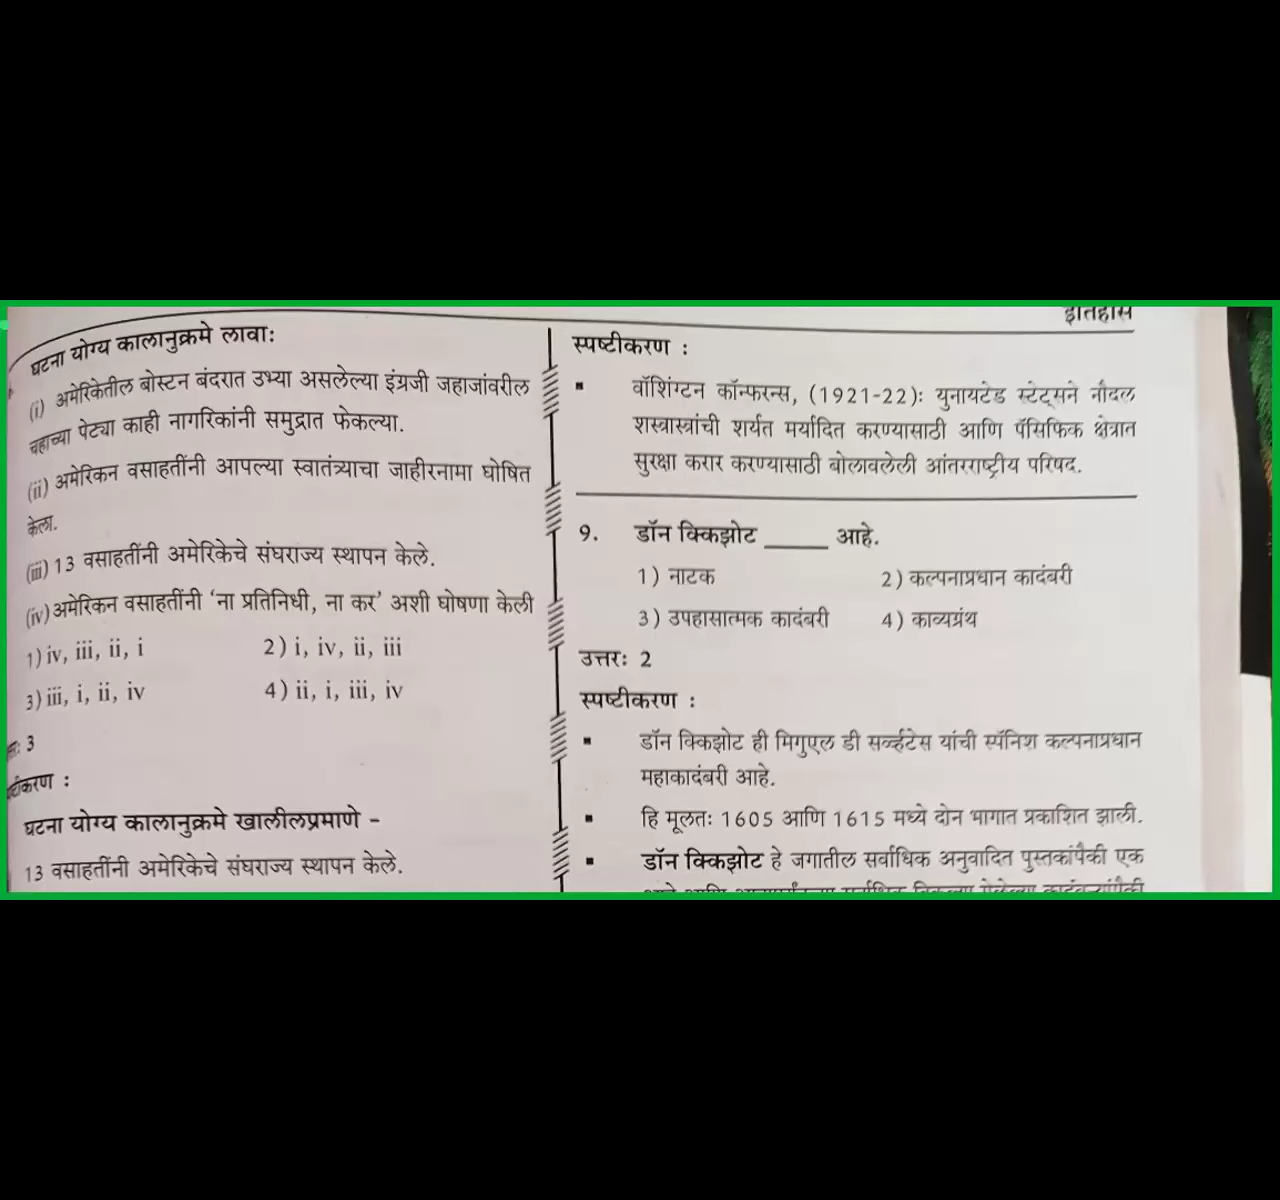 इतिहास
घटना योग्य कालानुक्रमे लावाः
(i) अमेरिकेतील बोस्टन बंदरात उभ्या असलेल्या इंग्रजी जहाजांवरील
चहाच्या पेट्या काही नागरिकांनी समुद्रात फेकल्या.
(ii) अमेरिकन वसाहतींनी आपल्या स्वातंत्र्याचा जाहीरनामा घोषित
केला.
(iii) 13 वसाहतींनी अमेरिकेचे संघराज्य स्थापन केले.
(iv) अमेरिकन वसाहतींनी ‘ना प्रतिनिधी, ना कर’ अशी घोषणा केली
1) iv, iii, ii, i 2) i, iv, ii, iii
3) iii, i, ii, iv 4) ii, i, iii, iv
3
घटना योग्य कालानुक्रमे खालीलप्रमाणे -
13 वसाहतींनी अमेरिकेचे संघराज्य स्थापन केले.
स्पष्टीकरण :
▪ वॉशिंग्टन कॉन्फरन्स, (1921-22): युनायटेड स्टेट्सने नौदल
शस्त्रास्त्रांची शर्यत मर्यादित करण्यासाठी आणि पॅसिफिक क्षेत्रात
सुरक्षा करार करण्यासाठी बोलावलेली आंतरराष्ट्रीय परिषद.
9. डॉन क्विझोट _____ आहे.
1) नाटक 2) कल्पनाप्रधान कादंबरी
3) उपहासात्मक कादंबरी 4) काव्यग्रंथ
उत्तरः 2
स्पष्टीकरण :
▪ डॉन क्विझोट ही मिगुएल डी सर्व्हंटेस यांची स्पॅनिश कल्पनाप्रधान
महाकादंबरी आहे.
▪ हि मूलतः 1605 आणि 1615 मध्ये दोन भागात प्रकाशित झाली.
▪ डॉन क्विझोट हे जगातील सर्वाधिक अनुवादित पुस्तकांपैकी एक